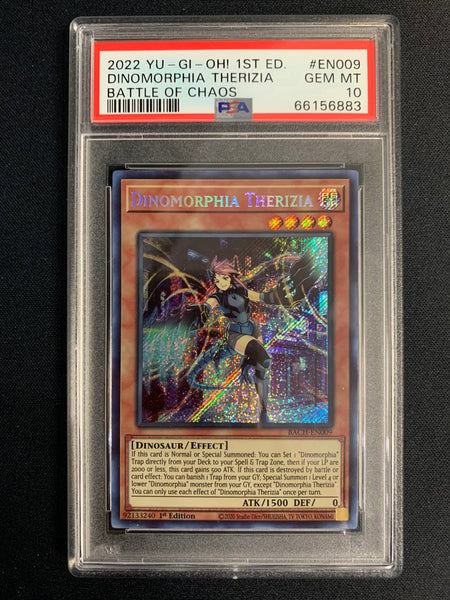 2022 YU-GI-OH! 1ST ED. #EN009
DINOMORPHIA THERIZIA GEM MT
BATTLE OF CHAOS 10
PSA 66156883
DINOMORPHIA THERIZIA
BACH-EN009
[DINOSAUR/EFFECT]
If this card is Normal or Special Summoned: You can Set 1 "Dinomorphia"
Trap directly from your Deck to your Spell & Trap Zone, then if your LP are
2000 or less, this card gains 500 ATK. If this card is destroyed by battle or
card effect: You can banish 1 Trap from your GY; Special Summon 1 Level 4 or
lower "Dinomorphia" monster from your GY, except "Dinomorphia Therizia".
You can only use each effect of "Dinomorphia Therizia" once per turn.
ATK/1500 DEF/ 0
92133240 1st Edition ©2020 Studio Dice/SHUEISHA, TV TOKYO, KONAMI